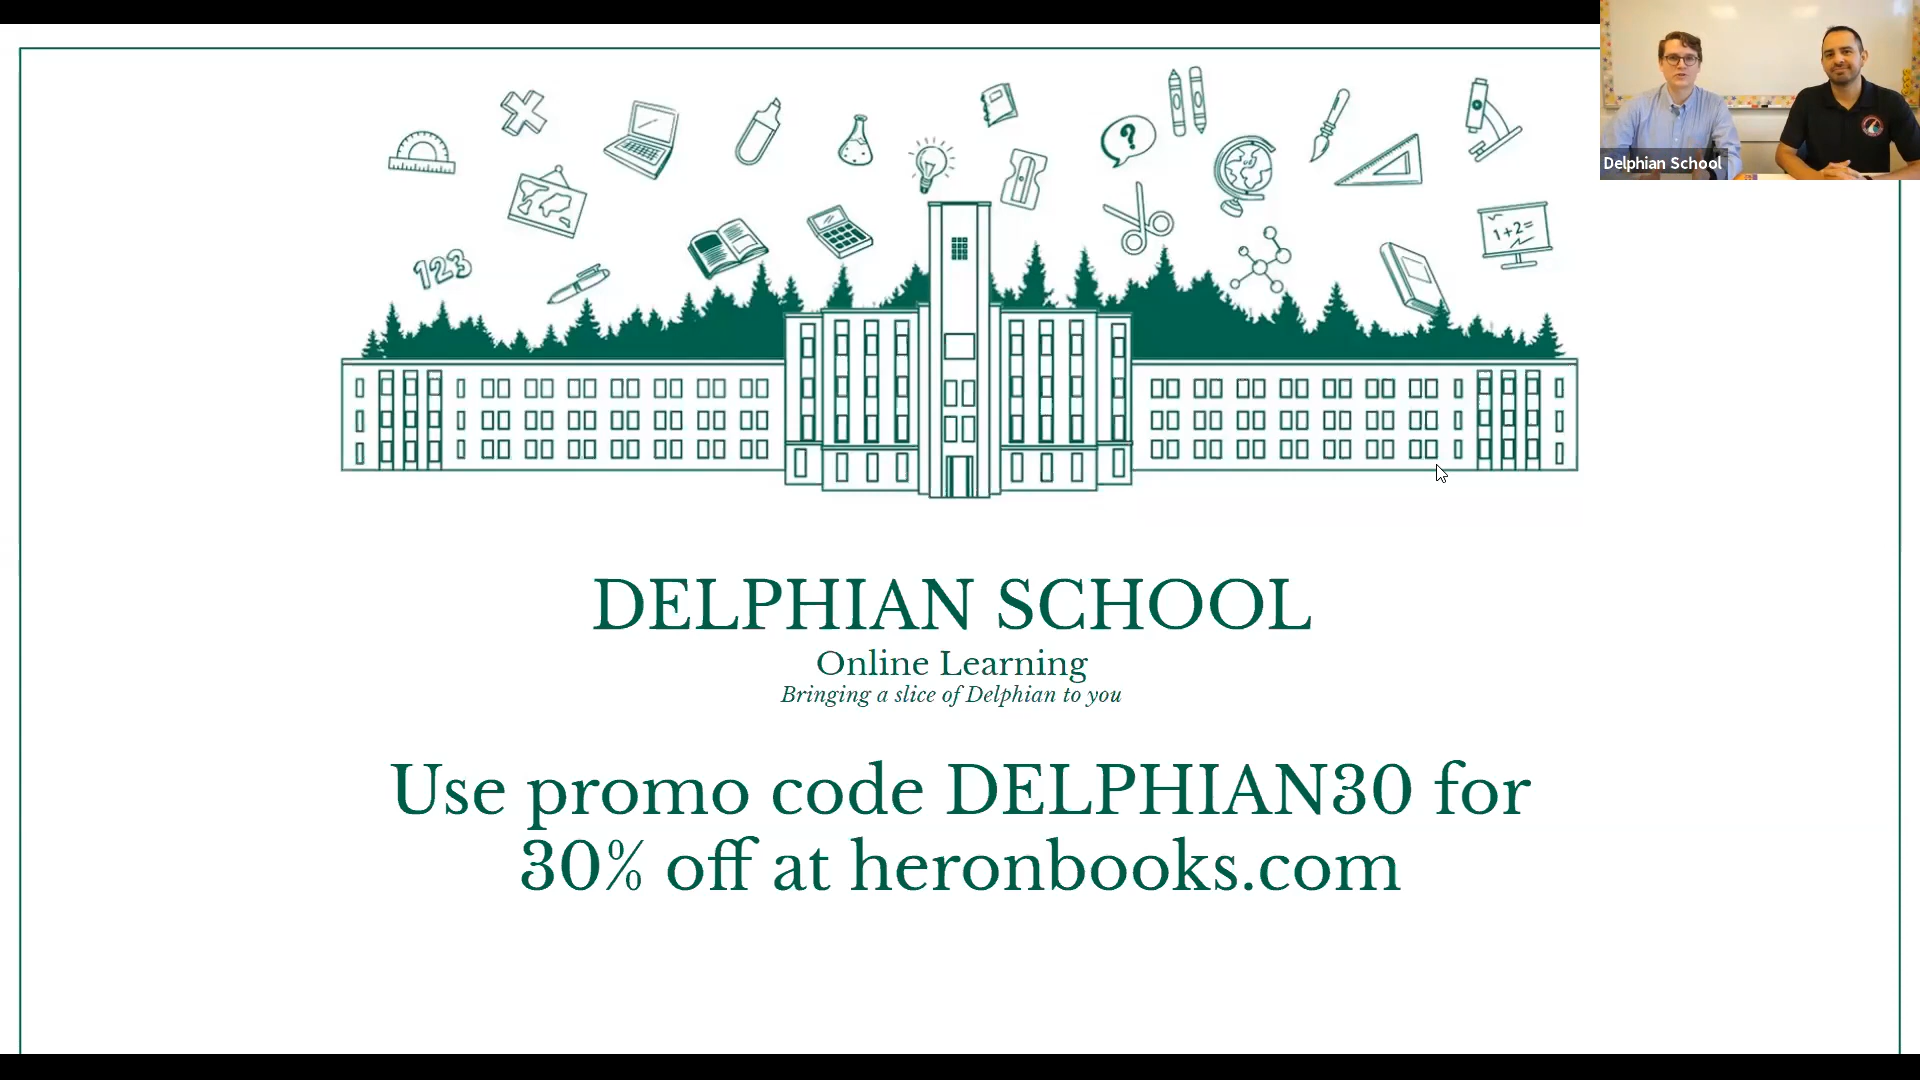 Delphian School
?
123
1+2=
DELPHIAN SCHOOL
Online Learning
Bringing a slice of Delphian to you
Use promo code DELPHIAN30 for
30% off at heronbooks.com